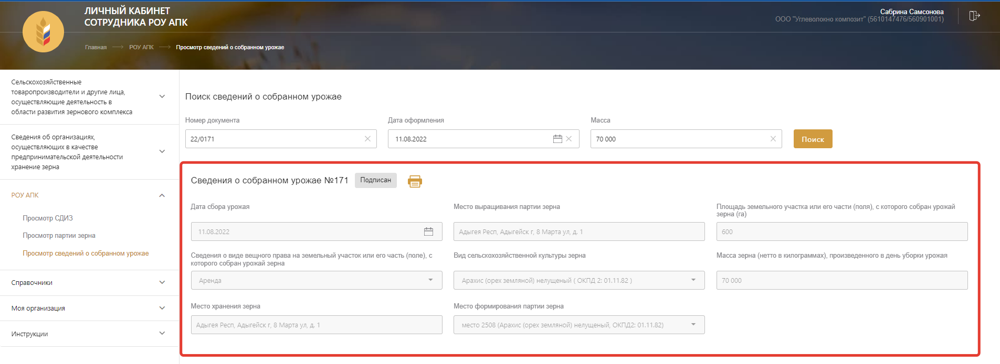 ЛИЧНЫЙ КАБИНЕТ
СОТРУДНИКА РОУ АПК
Сабрина Самсонова
ООО "Углеволокно композит" (5610147476/560901001)
Главная
РОУ АПК
Просмотр сведений о собранном урожае
Сельскохозяйственные
товаропроизводители и другие лица,
осуществляющие деятельность в
области развития зернового комплекса
Сведения об организациях,
осуществляющих в качестве
предпринимательской деятельности
хранение зерна
РОУ АПК
Просмотр СДИЗ
Просмотр партии зерна
Просмотр сведений о собранном урожае
Справочники
Моя организация
Инструкции
Поиск сведений о собранном урожае
Номер документа
Дата оформления
Масса
22/0171
11.08.2022
70 000
Поиск
Сведения о собранном урожае №171
Подписан
Дата сбора урожая
Место выращивания партии зерна
Площадь земельного участка или его части (поля), с которого собран урожай
зерна (га)
11.08.2022
Адыгея Респ, Адыгейск г, 8 Марта ул, д. 1
600
Сведения о виде вещного права на земельный участок или его часть (поле), с
которого собран урожай зерна
Вид сельскохозяйственной культуры зерна
Масса зерна (нетто в килограммах), произведенного в день уборки урожая
Аренда
Арахис (орех земляной) нелущеный ( ОКПД 2: 01.11.82 )
70 000
Место хранения зерна
Место формирования партии зерна
Адыгея Респ, Адыгейск г, 8 Марта ул, д. 1
место 2508 (Арахис (орех земляной) нелущеный, ОКПД2: 01.11.82)